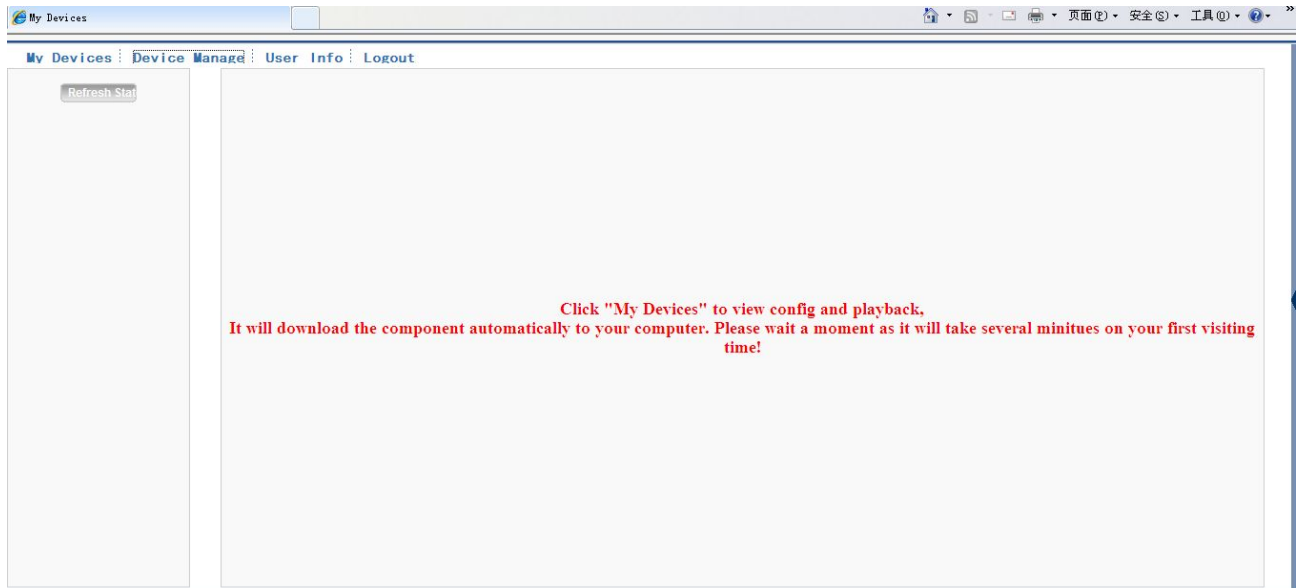 My Devices
页面(P) 安全(S) 工具(O) »
My Devices Device Manage User Info Logout
Refresh Stat
Click "My Devices" to view config and playback,
It will download the component automatically to your computer. Please wait a moment as it will take several minitues on your first visiting
time!